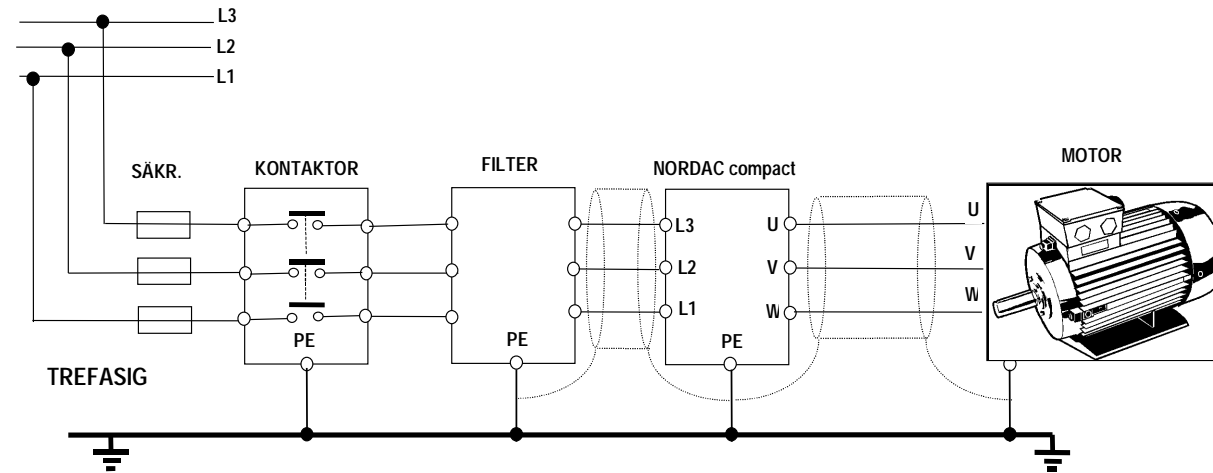 L3
L2
L1
SÄKR.
KONTAKTOR
FILTER
NORDAC compact
MOTOR
L3
U
U
L2
V
V
L1
W
W
PE
PE
PE
TREFASIG